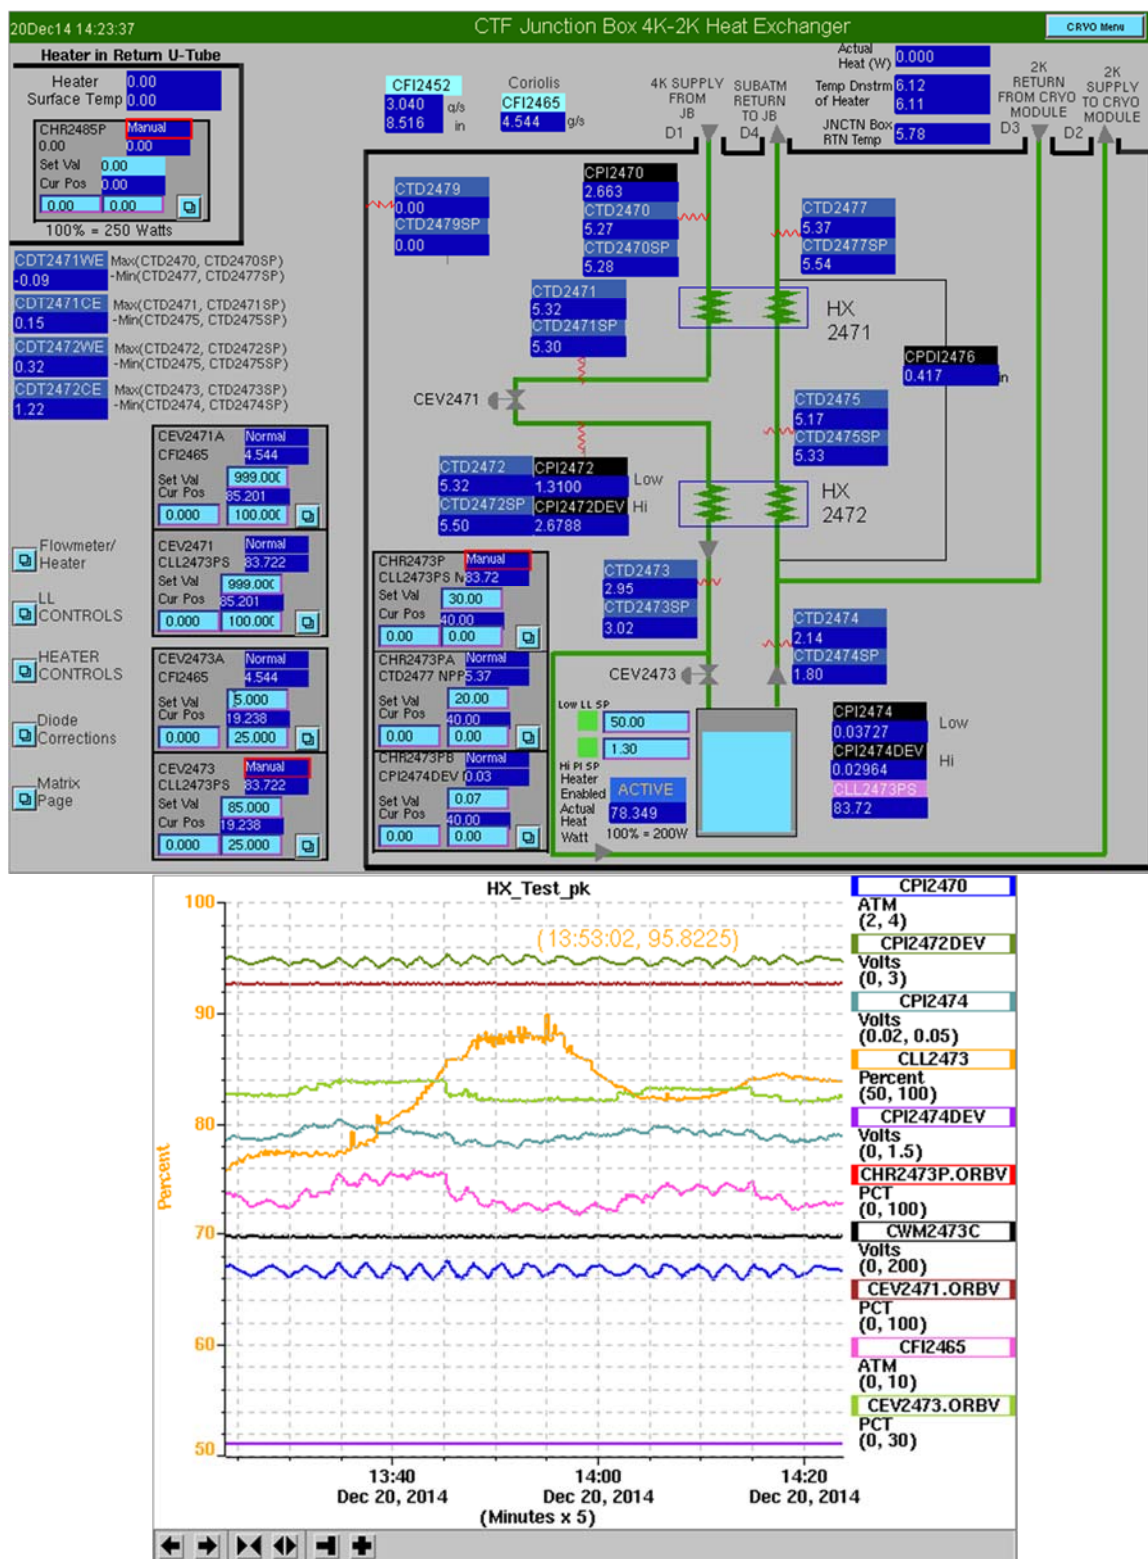 20Dec14 14:23:37
CTF Junction Box 4K-2K Heat Exchanger
CRYO Menu
Heater in Return U-Tube
Heater 0.00
Surface Temp 0.00
CHR2485P Manual
0.00 0.00
Set Val 0.00
Cur Pos 0.00
0.00 0.00
100% = 250 Watts
CFI2452
3.040 g/s
8.516 in
Coriolis
CFI2465
4.544 g/s
4K SUPPLY
FROM
JB
D1
SUBATM
RETURN
TO JB
D4
Actual
Heat (W) 0.000
Temp Dnstrm 6.12
of Heater 6.11
JNCTN Box
RTN Temp 5.78
2K
RETURN
FROM CRYO
MODULE
D3
2K
SUPPLY
TO CRYO
MODULE
D2
CTD2479
0.00
CTD2479SP
0.00
CPI2470
2.663
CTD2470
5.27
CTD2470SP
5.28
CTD2477
5.37
CTD2477SP
5.54
CDT2471WE Max(CTD2470, CTD2470SP)
-0.09 -Min(CTD2477, CTD2477SP)
CDT2471CE Max(CTD2471, CTD2471SP)
0.15 -Min(CTD2475, CTD2475SP)
CDT2472WE Max(CTD2472, CTD2472SP)
0.32 -Min(CTD2475, CTD2475SP)
CDT2472CE Max(CTD2473, CTD2473SP)
1.22 -Min(CTD2474, CTD2474SP)
CTD2471
5.32
CTD2471SP
5.30
HX
2471
CPDI2476
0.417 in
CEV2471
CTD2475
5.17
CTD2475SP
5.33
CTD2472
5.32
CTD2472SP
5.50
CPI2472
1.3100 Low
CPI2472DEV Hi
2.6788
HX
2472
CEV2471A Normal
CFI2465 4.544
Set Val 999.000
Cur Pos 85.201
0.000 100.000
CEV2471 Normal
CLL2473PS 83.722
Set Val 999.000
Cur Pos 85.201
0.000 100.000
CEV2473A Normal
CFI2465 4.544
Set Val 5.000
Cur Pos 19.238
0.000 25.000
CEV2473 Manual
CLL2473PS 83.722
Set Val 85.000
Cur Pos 19.238
0.000 25.000
Flowmeter/
Heater
LL
CONTROLS
HEATER
CONTROLS
Diode
Corrections
Matrix
Page
CHR2473P Manual
CLL2473PS N 83.72
Set Val 30.00
Cur Pos 40.00
0.00 0.00
CHR2473PA Normal
CTD2477 NPP 5.37
Set Val 20.00
Cur Pos 40.00
0.00 0.00
CHR2473PB Normal
CPI2474DEV 0.03
Set Val 0.07
Cur Pos 40.00
0.00 0.00
CTD2473
2.95
CTD2473SP
3.02
CTD2474
2.14
CTD2474SP
1.80
CEV2473
Low LL SP
50.00
1.30
Hi PI SP
Heater
Enabled ACTIVE
Actual
Heat 78.349
Watt 100% = 200W
CPI2474
0.03727 Low
CPI2474DEV
0.02964 Hi
CLL2473PS
83.72
HX_Test_pk
(13:53:02, 95.8225)
Percent
100
90
80
70
60
50
13:40
14:00
14:20
Dec 20, 2014
Dec 20, 2014
Dec 20, 2014
(Minutes x 5)
CPI2470
ATM
(2, 4)
CPI2472DEV
Volts
(0, 3)
CPI2474
Volts
(0.02, 0.05)
CLL2473
Percent
(50, 100)
CPI2474DEV
Volts
(0, 1.5)
CHR2473P.ORBV
PCT
(0, 100)
CWM2473C
Volts
(0, 200)
CEV2471.ORBV
PCT
(0, 100)
CFI2465
ATM
(0, 10)
CEV2473.ORBV
PCT
(0, 30)